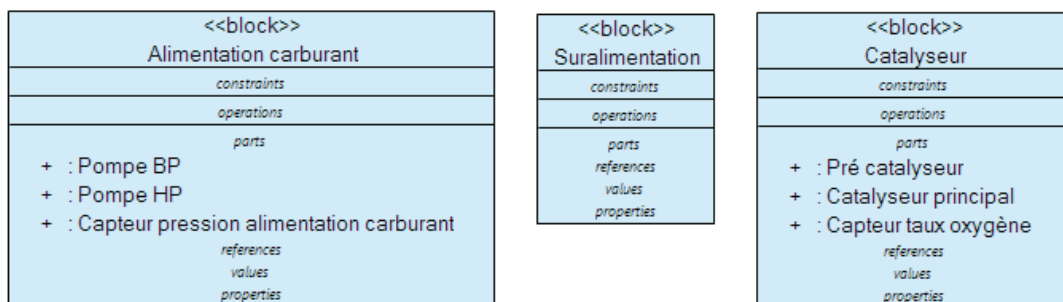 <<block>>
Alimentation carburant
constraints
operations
parts
+ : Pompe BP
+ : Pompe HP
+ : Capteur pression alimentation carburant
references
values
properties
<<block>>
Suralimentation
constraints
operations
parts
references
values
properties
<<block>>
Catalyseur
constraints
operations
parts
+ : Pré catalyseur
+ : Catalyseur principal
+ : Capteur taux oxygène
references
values
properties